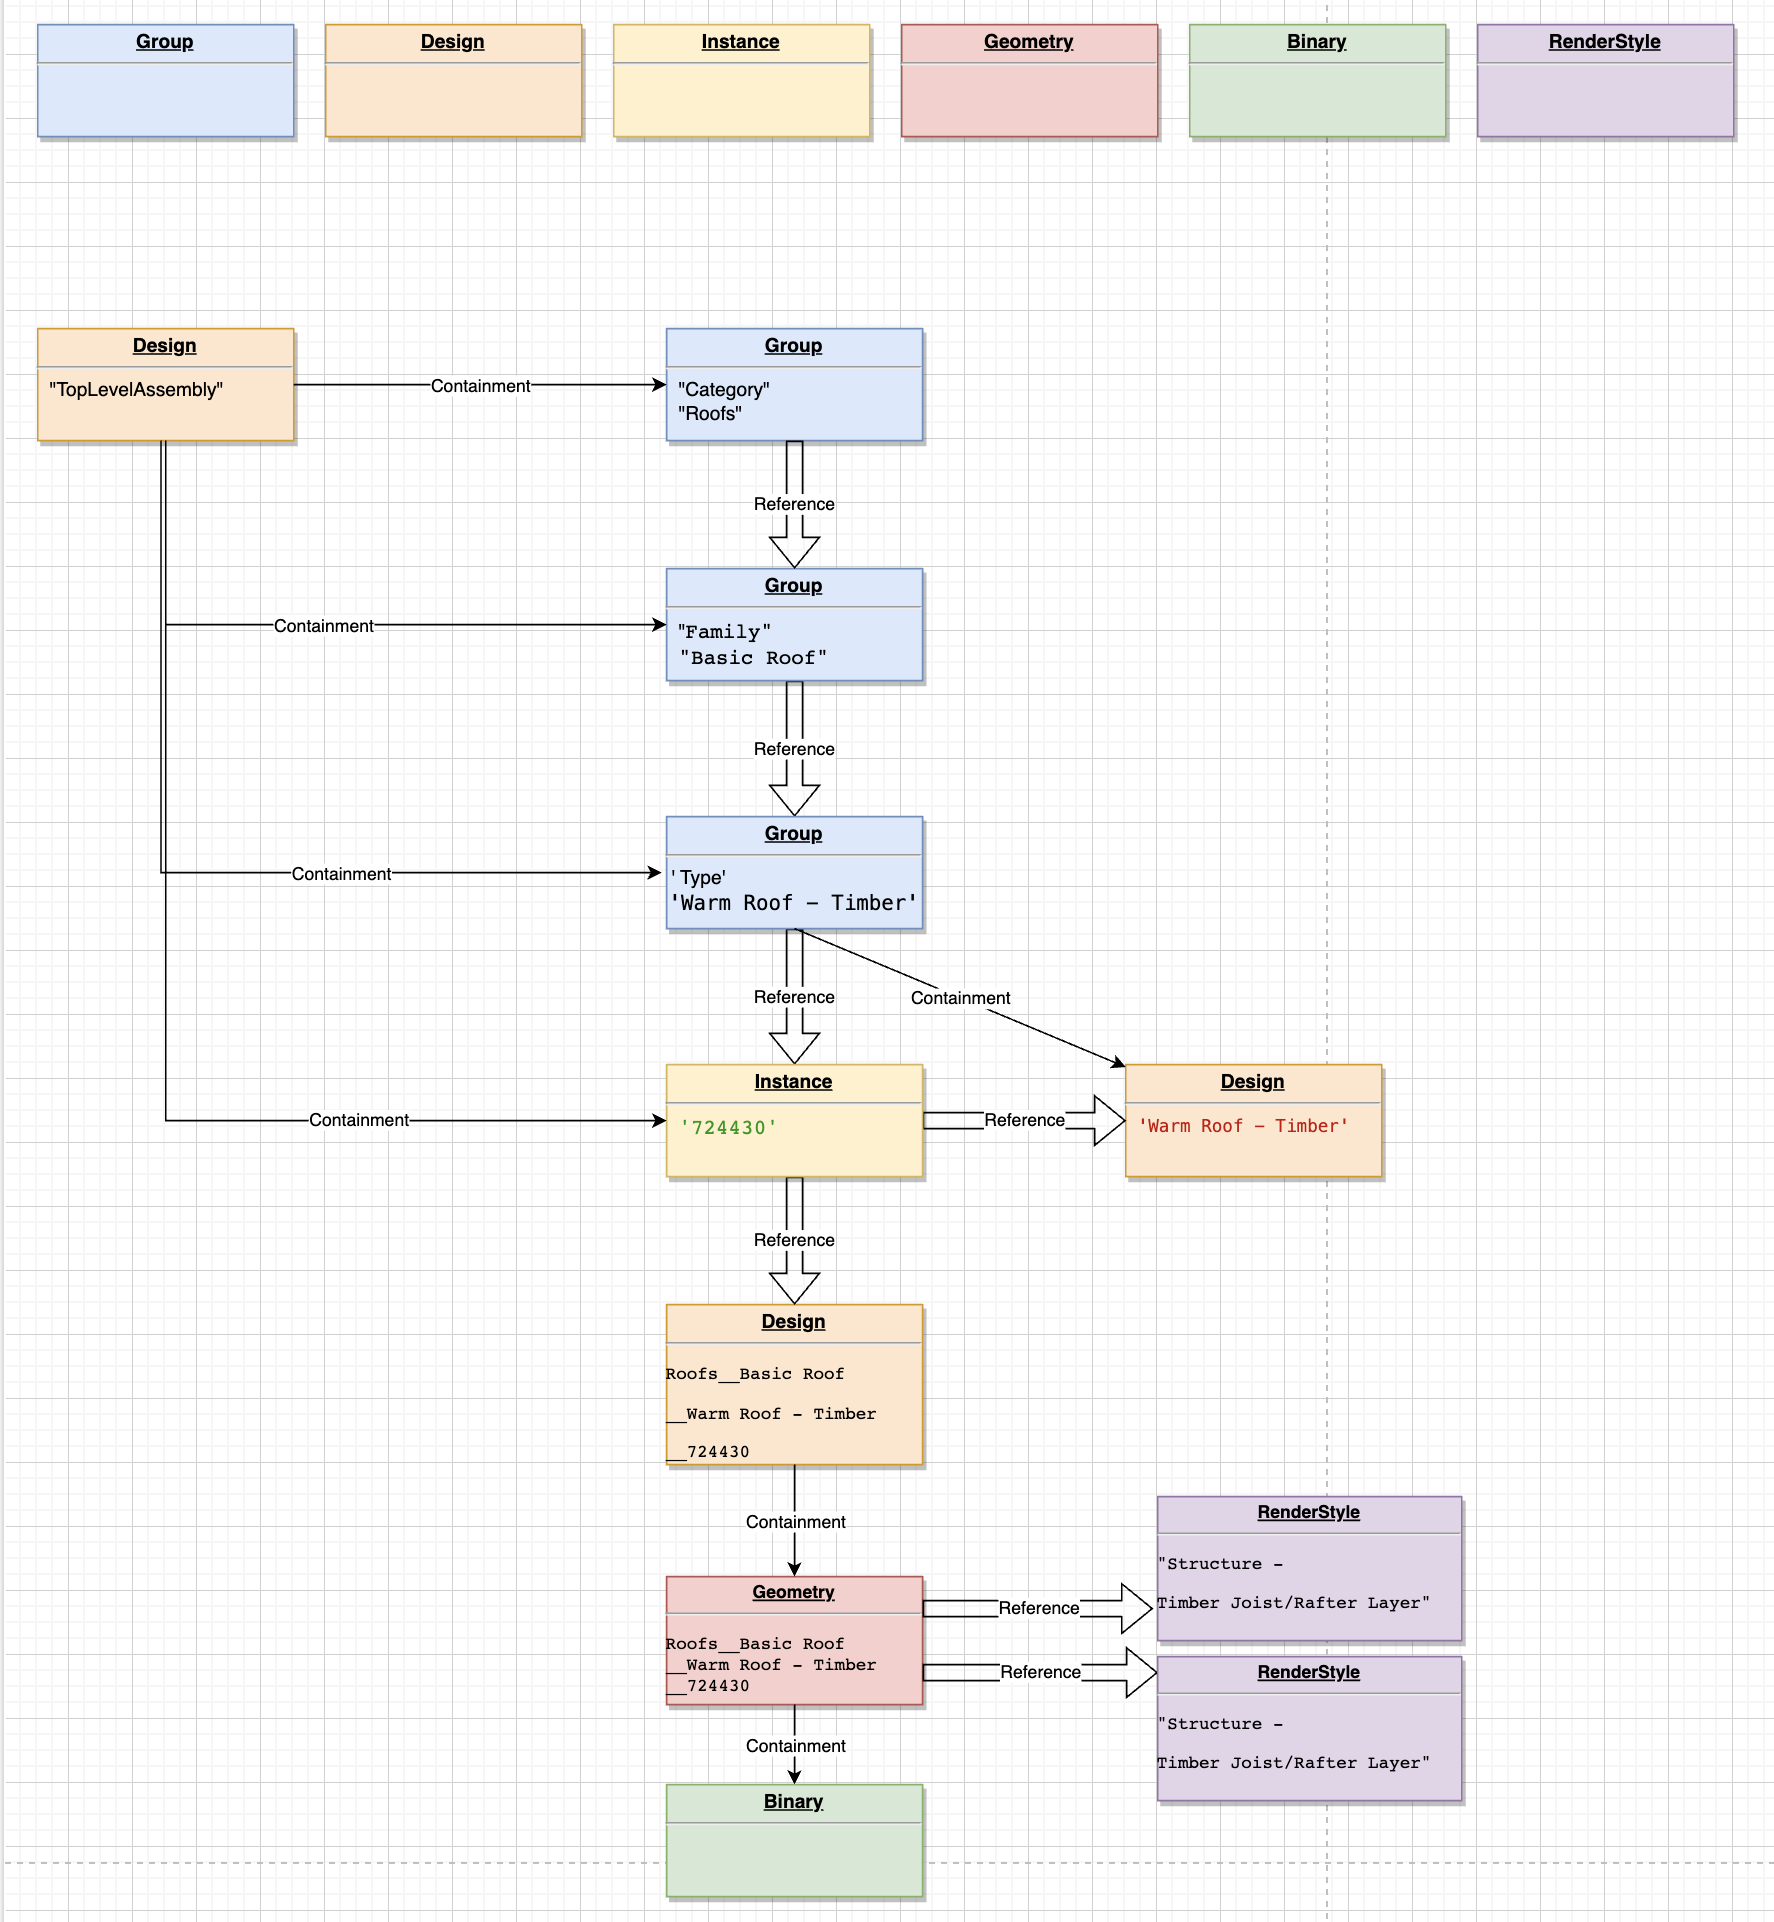 Group
Design
Instance
Geometry
Binary
RenderStyle
Design
"TopLevelAssembly"
Containment
Group
"Category"
"Roofs"
Reference
Containment
Group
"Family"
"Basic Roof"
Reference
Containment
Group
'Type'
'Warm Roof - Timber'
Reference
Containment
Containment
Instance
'724430'
Reference
Design
'Warm Roof - Timber'
Reference
Design
Roofs__Basic Roof
__Warm Roof - Timber
__724430
Containment
Geometry
Roofs__Basic Roof
__Warm Roof - Timber
__724430
Reference
RenderStyle
"Structure -
Timber Joist/Rafter Layer"
Reference
RenderStyle
"Structure -
Timber Joist/Rafter Layer"
Containment
Binary